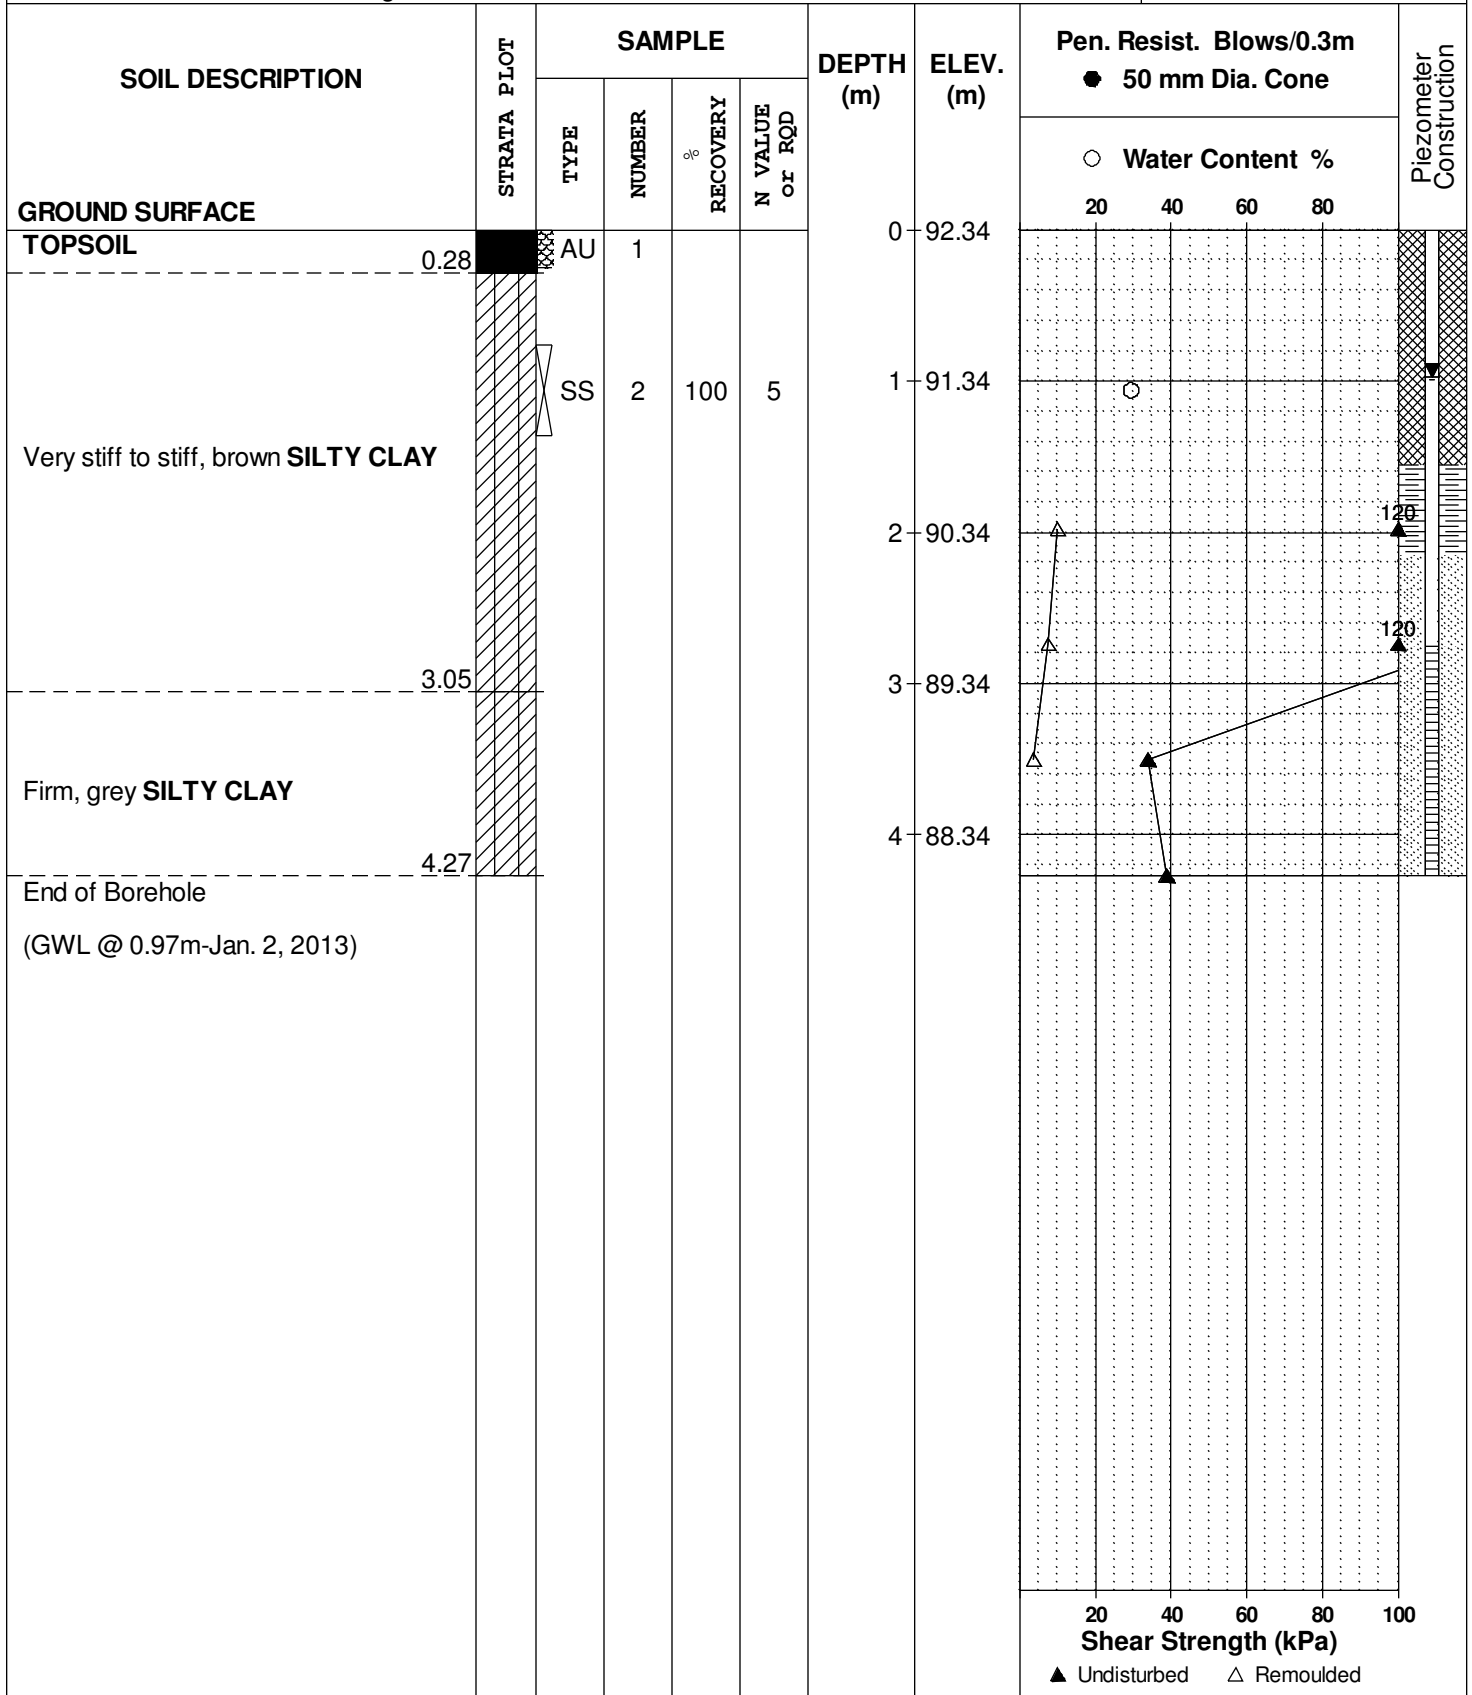 SOIL DESCRIPTION
GROUND SURFACE
STRATA PLOT
SAMPLE
TYPE
NUMBER
%
RECOVERY
N VALUE
or RQD
DEPTH
(m)
ELEV.
(m)
Pen. Resist. Blows/0.3m
● 50 mm Dia. Cone
○ Water Content %
20 40 60 80
Piezometer
Construction
TOPSOIL
0.28
AU 1
0 92.34
SS 2 100 5
1 91.34
Very stiff to stiff, brown SILTY CLAY
120
2 90.34
120
3.05
3 89.34
Firm, grey SILTY CLAY
4 88.34
4.27
End of Borehole
(GWL @ 0.97m-Jan. 2, 2013)
20 40 60 80 100
Shear Strength (kPa)
▲ Undisturbed △ Remoulded